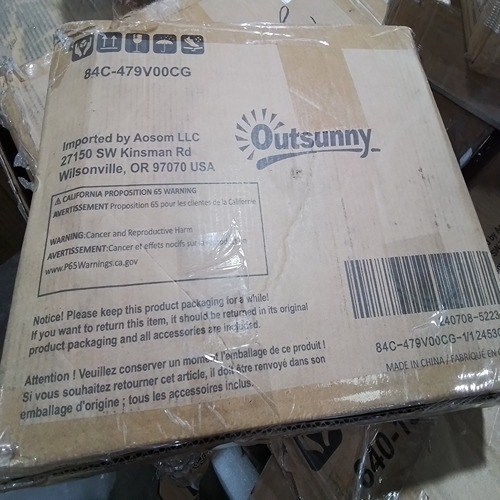 84C-479V00CG
Imported by Aosom LLC
27150 SW Kinsman Rd
Wilsonville, OR 97070 USA
Outsunny
CALIFORNIA PROPOSITION 65 WARNING
AVERTISSEMENT Proposition 65 pour les clientes de la Californie
WARNING:Cancer and Reproductive Harm
AVERTISSEMENT:Cancer et effets nocifs sur la reproduction
www.P65Warnings.ca.gov
Notice! Please keep this product packaging for a while!
If you want to return this item, it should be returned in its original
product packaging and all accessories are included.
Attention ! Veuillez conserver un moment l'emballage de ce produit !
Si vous souhaitez retourner cet article, il doit être renvoyé dans son
emballage d'origine ; tous les accessoires inclus.
240708-5223
84C-479V00CG-1/1 2453
MADE IN CHINA / FABRIQUÉ EN
840-1